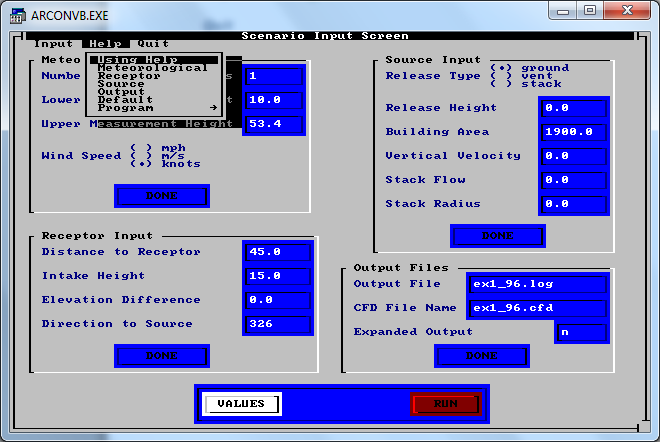 ARCONVB.EXE
Scenario Input Screen
Input Help Quit
Using Help
Meteorological
Receptor
Source
Output
Default
Program →
Meteo
Numbe s 1
Lower t 10.0
Upper Measurement Height 53.4
Wind Speed
( ) mph
( ) m/s
(•) knots
DONE
Receptor Input
Distance to Receptor 45.0
Intake Height 15.0
Elevation Difference 0.0
Direction to Source 326
DONE
Source Input
Release Type
(•) ground
( ) vent
( ) stack
Release Height 0.0
Building Area 1900.0
Vertical Velocity 0.0
Stack Flow 0.0
Stack Radius 0.0
DONE
Output Files
Output File ex1_96.log
CFD File Name ex1_96.cfd
Expanded Output n
DONE
VALUES RUN